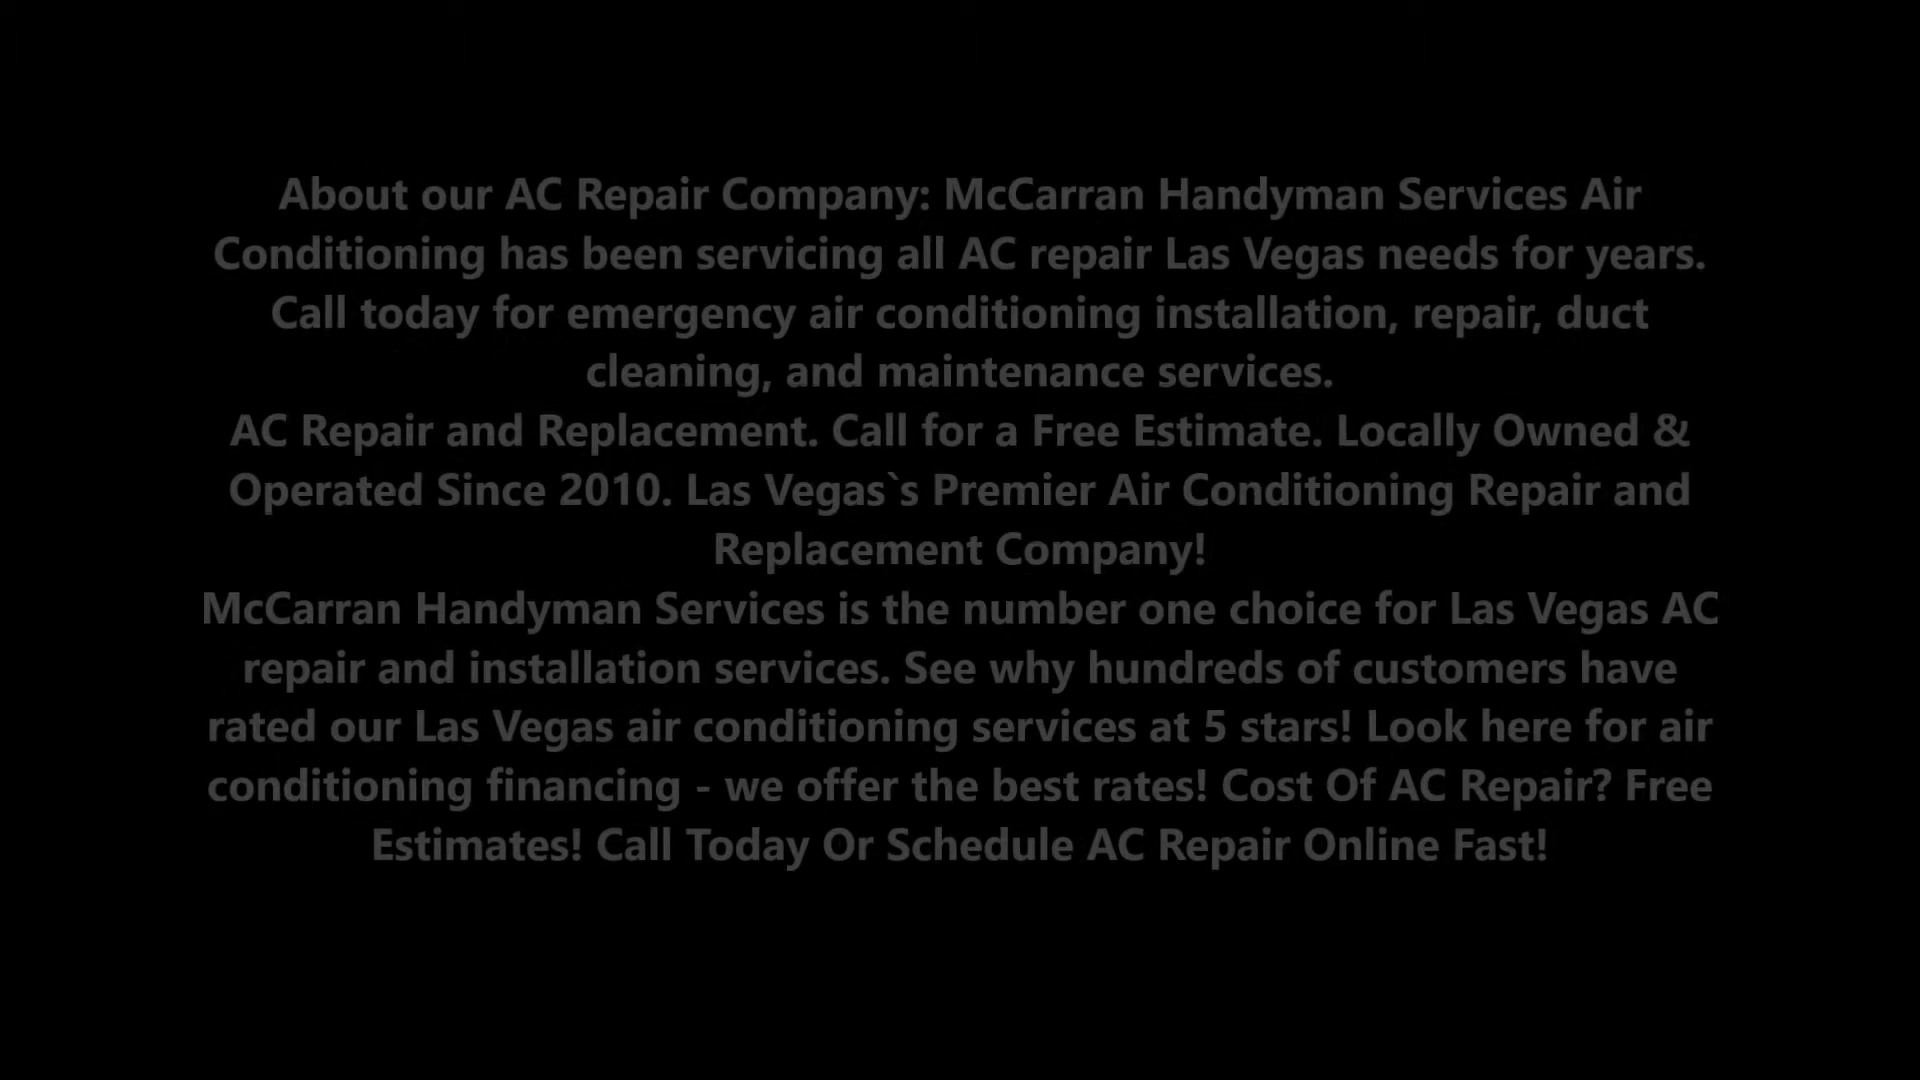 About our AC Repair Company: McCarran Handyman Services Air
Conditioning has been servicing all AC repair Las Vegas needs for years.
Call today for emergency air conditioning installation, repair, duct
cleaning, and maintenance services.
AC Repair and Replacement. Call for a Free Estimate. Locally Owned &
Operated Since 2010. Las Vegas`s Premier Air Conditioning Repair and
Replacement Company!
McCarran Handyman Services is the number one choice for Las Vegas AC
repair and installation services. See why hundreds of customers have
rated our Las Vegas air conditioning services at 5 stars! Look here for air
conditioning financing - we offer the best rates! Cost Of AC Repair? Free
Estimates! Call Today Or Schedule AC Repair Online Fast!